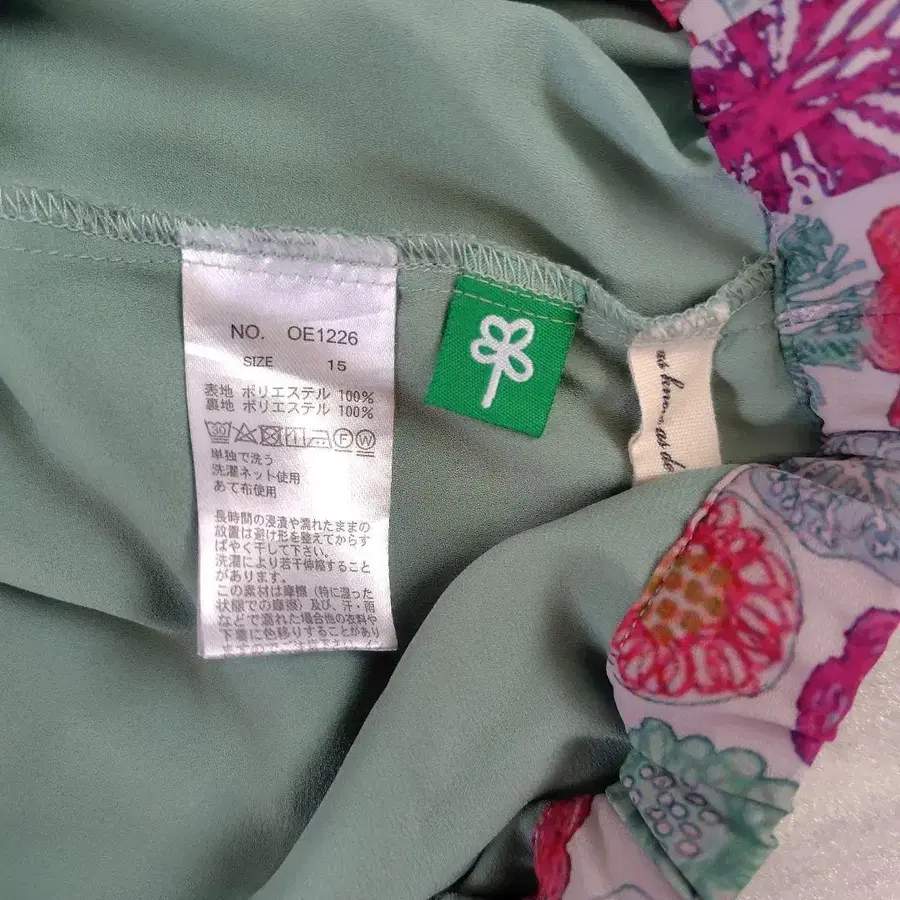 NO. OE1226
SIZE 15
表地 ポリエステル 100%
裏地 ポリエステル 100%
30 F W
単独で洗う
洗濯ネット使用
あて布使用
長時間の浸漬や濡れたままの
放置は避け形を整えてからす
ばやく干して下さい。
洗濯により若干伸縮すること
があります。
この素材は摩擦（特に湿った
状態での摩擦）及び、汗・雨
などで濡れた場合他の衣料や
下着に色移りすることがあり
as know as de